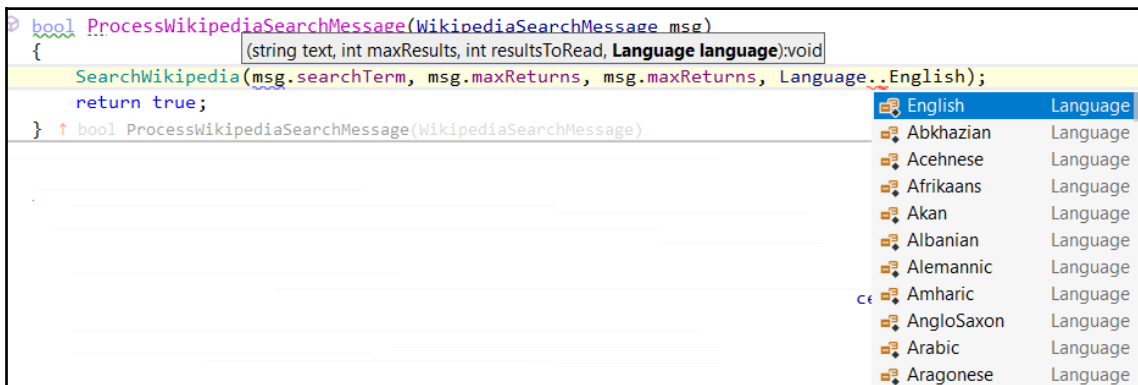 bool ProcessWikipediaSearchMessage(WikipediaSearchMessage msg)
{ (string text, int maxResults, int resultsToRead, Language language):void
SearchWikipedia(msg.searchTerm, msg.maxReturns, msg.maxReturns, Language..English);
return true;
} ↑ bool ProcessWikipediaSearchMessage(WikipediaSearchMessage)
English Language
Abkhazian Language
Acehnese Language
Afrikaans Language
Akan Language
Albanian Language
Alemannic Language
ce Amharic Language
AngloSaxon Language
Arabic Language
Aragonese Language